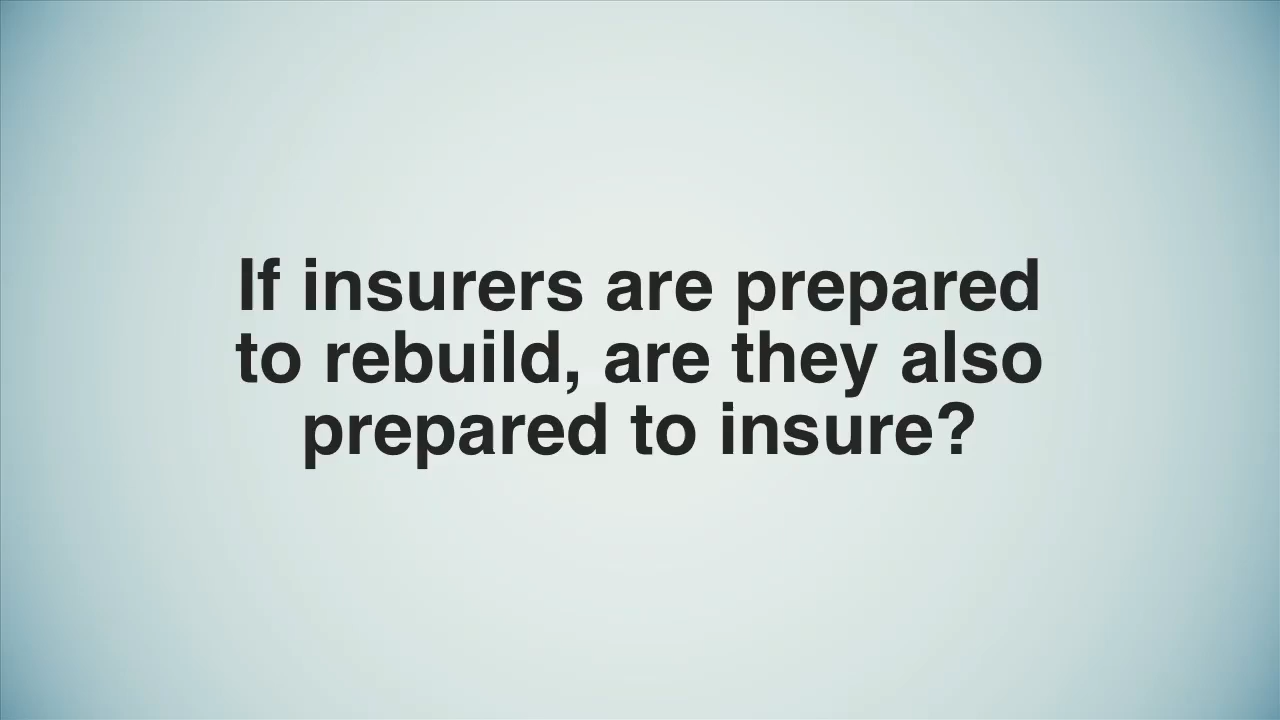 If insurers are prepared
to rebuild, are they also
prepared to insure?